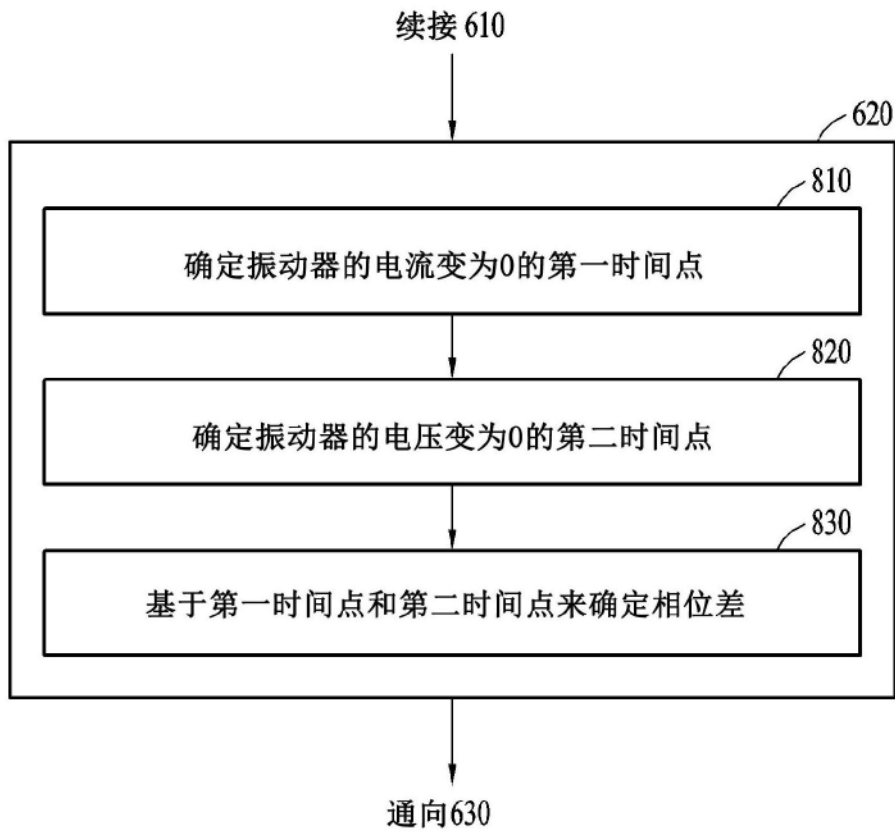 续接610
620
810
确定振动器的电流变为0的第一时间点
820
确定振动器的电压变为0的第二时间点
830
基于第一时间点和第二时间点来确定相位差
通向630